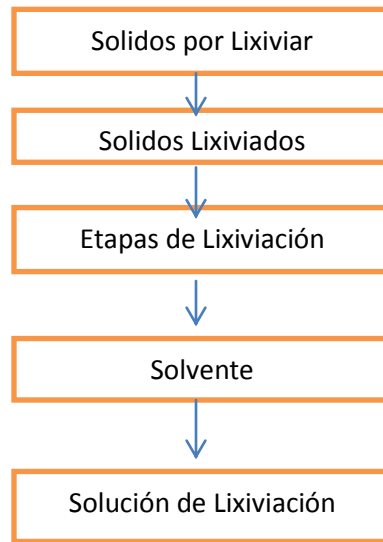 Solidos por Lixiviar
Solidos Lixiviados
Etapas de Lixiviación
Solvente
Solución de Lixiviación